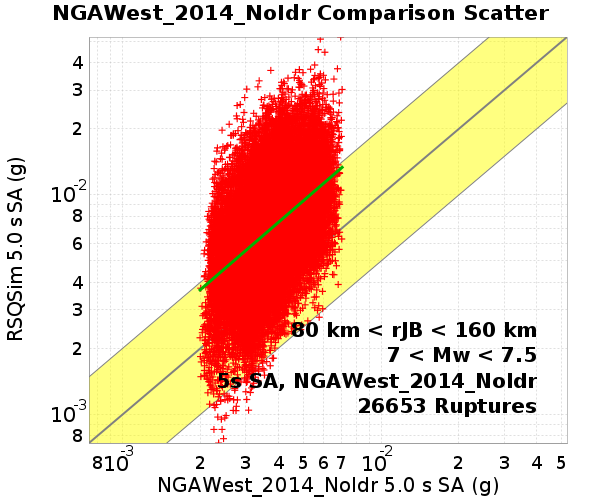 NGAWest_2014_NoIdr Comparison Scatter
RSQSim 5.0 s SA (g)
4
3
2
10-2
8
6
4
3
2
10-3
8
80 km < rJB < 160 km
7 < Mw < 7.5
5s SA, NGAWest_2014_NoIdr
26653 Ruptures
8 10-3 2 3 4 5 6 7 10-2 2 3 4 5
NGAWest_2014_NoIdr 5.0 s SA (g)